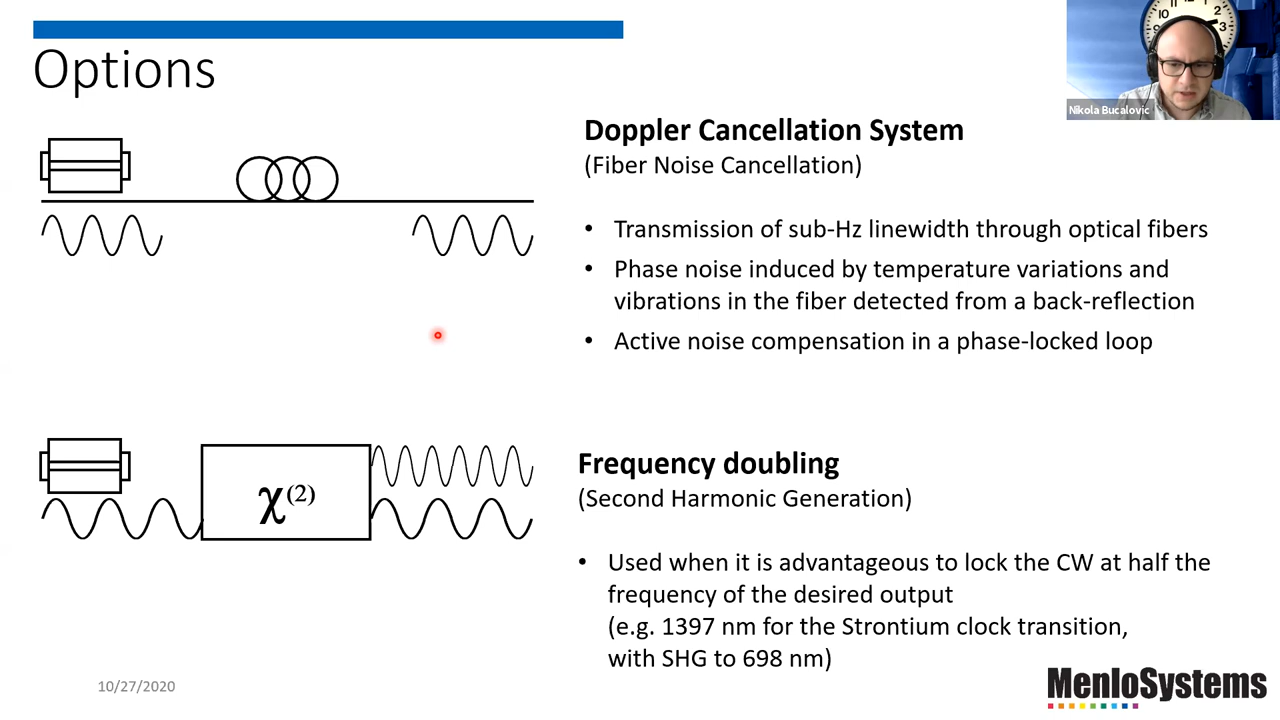 Options
Nikola Bucalovic
Doppler Cancellation System
(Fiber Noise Cancellation)
• Transmission of sub-Hz linewidth through optical fibers
• Phase noise induced by temperature variations and
vibrations in the fiber detected from a back-reflection
• Active noise compensation in a phase-locked loop
χ(2)
Frequency doubling
(Second Harmonic Generation)
• Used when it is advantageous to lock the CW at half the
frequency of the desired output
(e.g. 1397 nm for the Strontium clock transition,
with SHG to 698 nm)
10/27/2020
MenloSystems